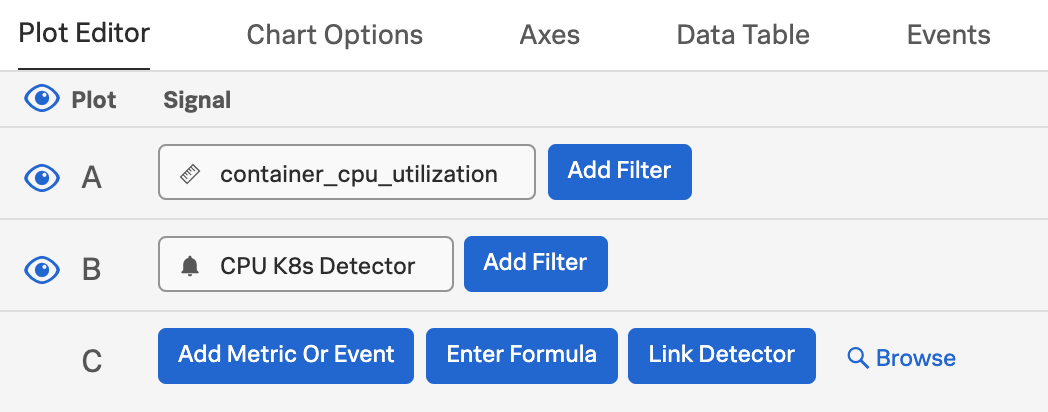 Plot Editor Chart Options Axes Data Table Events
Plot Signal
A container_cpu_utilization Add Filter
B CPU K8s Detector Add Filter
C Add Metric Or Event Enter Formula Link Detector Browse